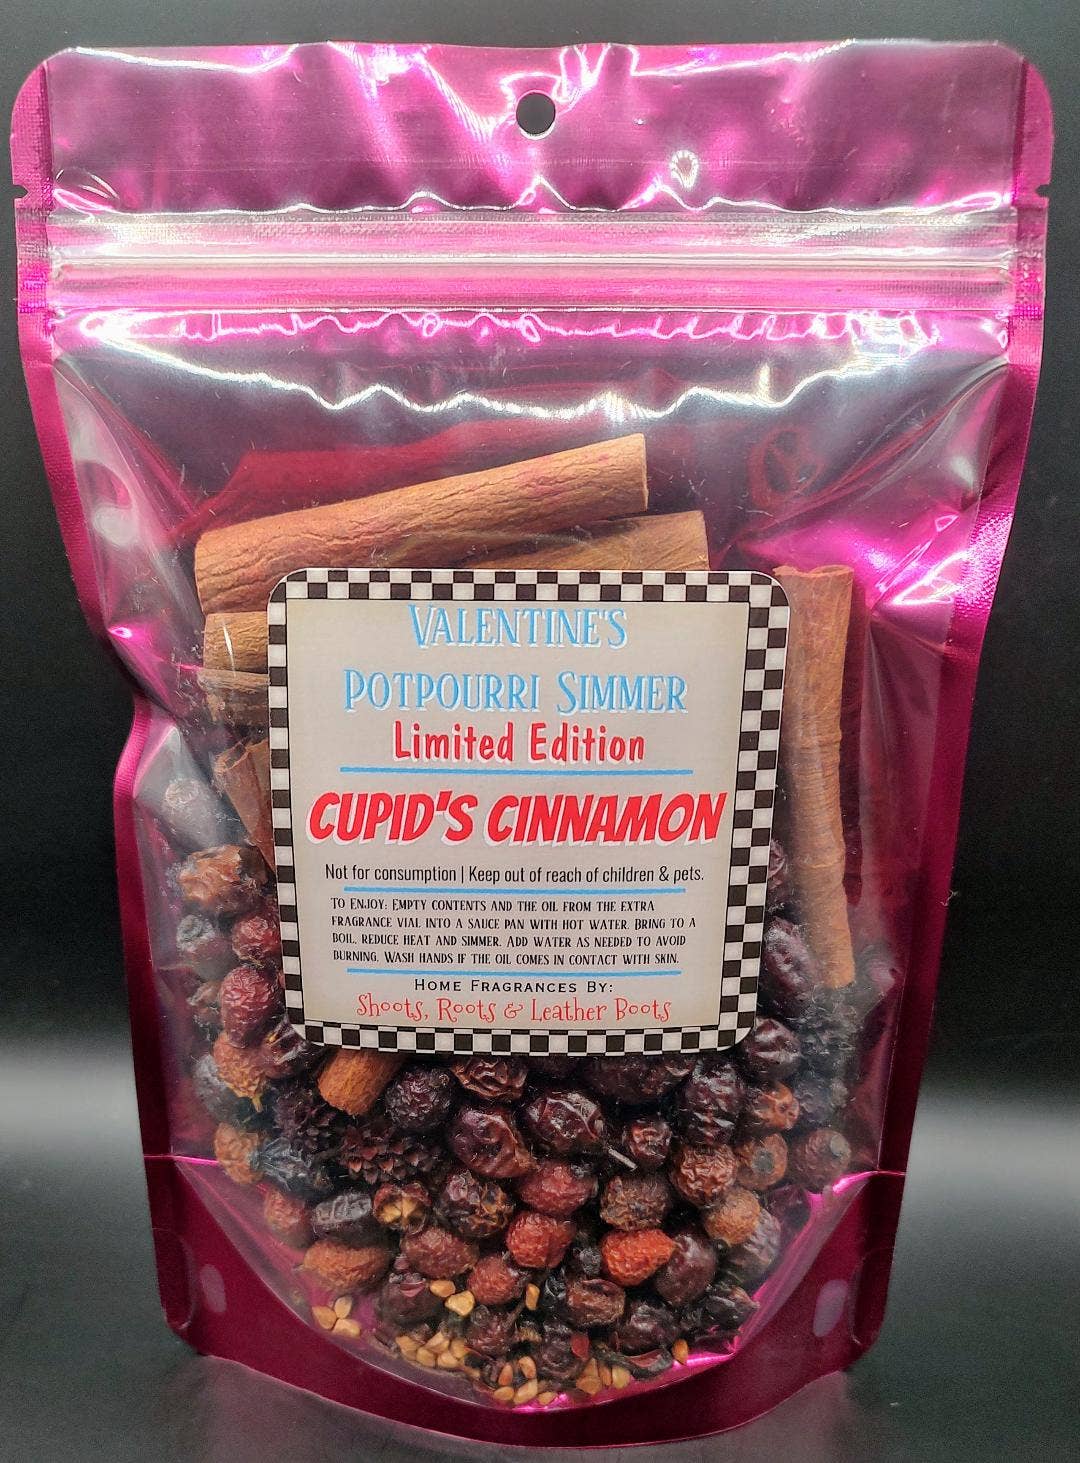 VALENTINE'S
POTPOURRI SIMMER
Limited Edition
CUPID'S CINNAMON
Not for consumption | Keep out of reach of children & pets.
TO ENJOY: EMPTY CONTENTS AND THE OIL FROM THE EXTRA
FRAGRANCE VIAL INTO A SAUCE PAN WITH HOT WATER. BRING TO A
BOIL, REDUCE HEAT AND SIMMER. ADD WATER AS NEEDED TO AVOID
BURNING. WASH HANDS IF THE OIL COMES IN CONTACT WITH SKIN.
HOME FRAGRANCES BY:
Shoots, Roots & Leather Boots